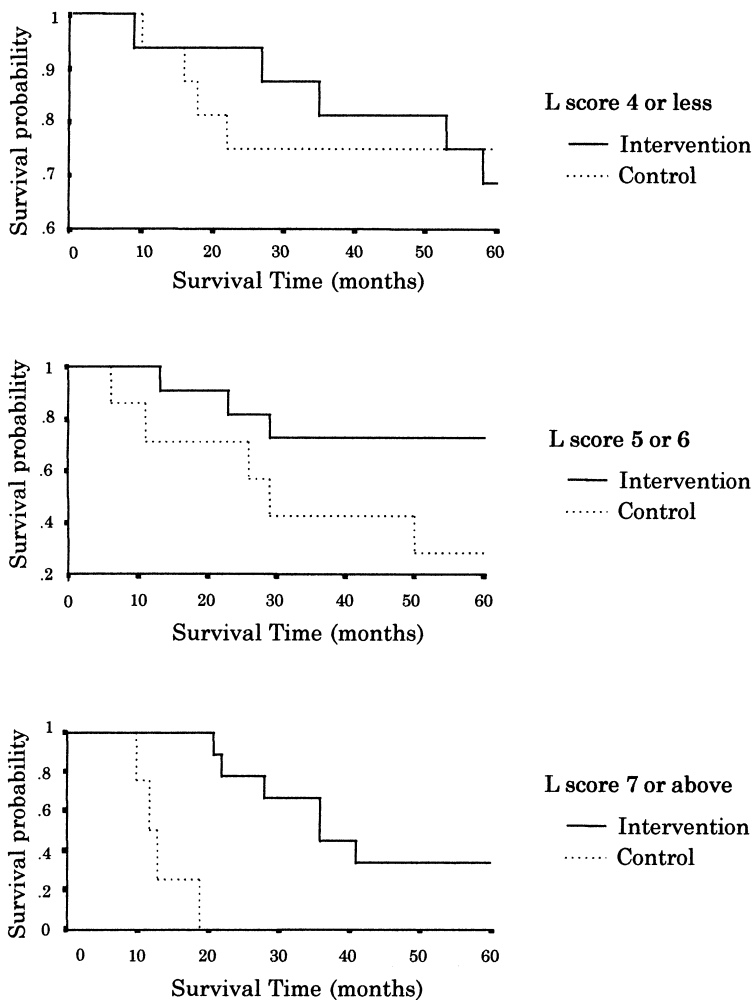 Survival probability
1
.9
.8
.7
.6
0 10 20 30 40 50 60
Survival Time (months)
L score 4 or less
Intervention
Control
Survival probability
1
.8
.6
.4
.2
0 10 20 30 40 50 60
Survival Time (months)
L score 5 or 6
Intervention
Control
Survival probability
1
.8
.6
.4
.2
0
0 10 20 30 40 50 60
Survival Time (months)
L score 7 or above
Intervention
Control